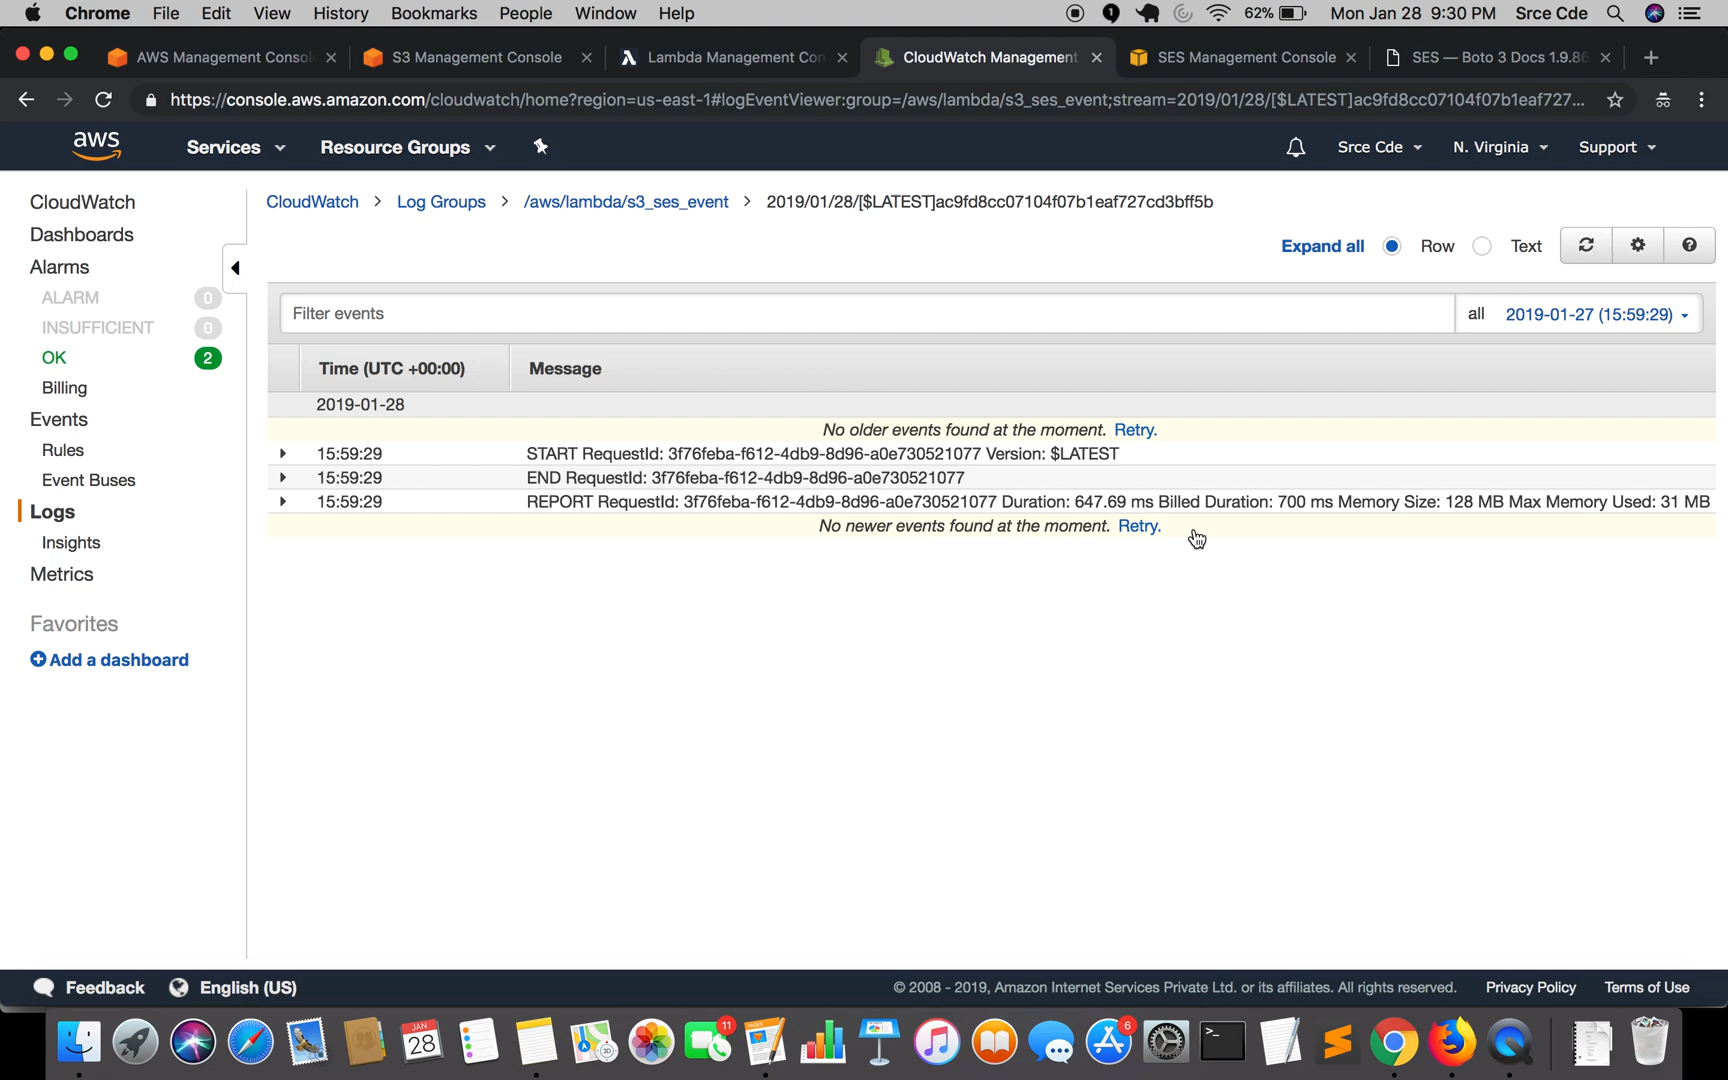 Chrome File Edit View History Bookmarks People Window Help 1 62% Mon Jan 28 9:30 PM Srce Cde
AWS Management Consol S3 Management Console Lambda Management Con CloudWatch Management SES Management Console SES — Boto 3 Docs 1.9.86
https://console.aws.amazon.com/cloudwatch/home?region=us-east-1#logEventViewer:group=/aws/lambda/s3_ses_event;stream=2019/01/28/[$LATEST]ac9fd8cc07104f07b1eaf727...
aws Services Resource Groups Srce Cde N. Virginia Support
CloudWatch
Dashboards
Alarms
ALARM 0
INSUFFICIENT 0
OK 2
Billing
Events
Rules
Event Buses
Logs
Insights
Metrics
Favorites
Add a dashboard
CloudWatch > Log Groups > /aws/lambda/s3_ses_event > 2019/01/28/[$LATEST]ac9fd8cc07104f07b1eaf727cd3bff5b
Expand all Row Text
Filter events all 2019-01-27 (15:59:29)
Time (UTC +00:00) Message
2019-01-28
No older events found at the moment. Retry.
15:59:29 START RequestId: 3f76feba-f612-4db9-8d96-a0e730521077 Version: $LATEST
15:59:29 END RequestId: 3f76feba-f612-4db9-8d96-a0e730521077
15:59:29 REPORT RequestId: 3f76feba-f612-4db9-8d96-a0e730521077 Duration: 647.69 ms Billed Duration: 700 ms Memory Size: 128 MB Max Memory Used: 31 MB
No newer events found at the moment. Retry.
Feedback English (US) © 2008 - 2019, Amazon Internet Services Private Ltd. or its affiliates. All rights reserved. Privacy Policy Terms of Use
JAN
28
11
6
3D